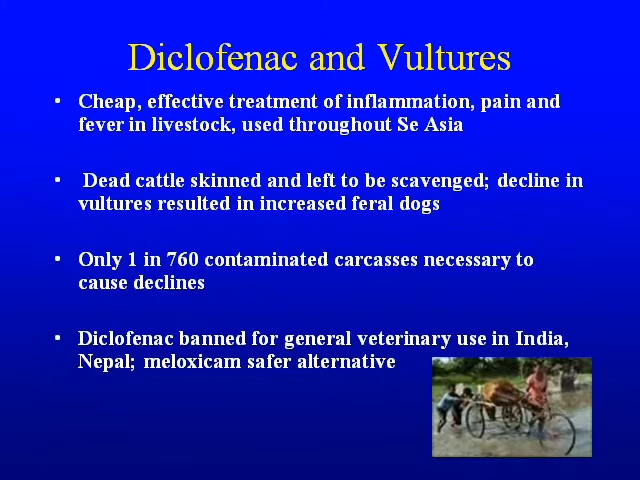 Diclofenac and Vultures
• Cheap, effective treatment of inflammation, pain and
fever in livestock, used throughout Se Asia
• Dead cattle skinned and left to be scavenged; decline in
vultures resulted in increased feral dogs
• Only 1 in 760 contaminated carcasses necessary to
cause declines
• Diclofenac banned for general veterinary use in India,
Nepal; meloxicam safer alternative